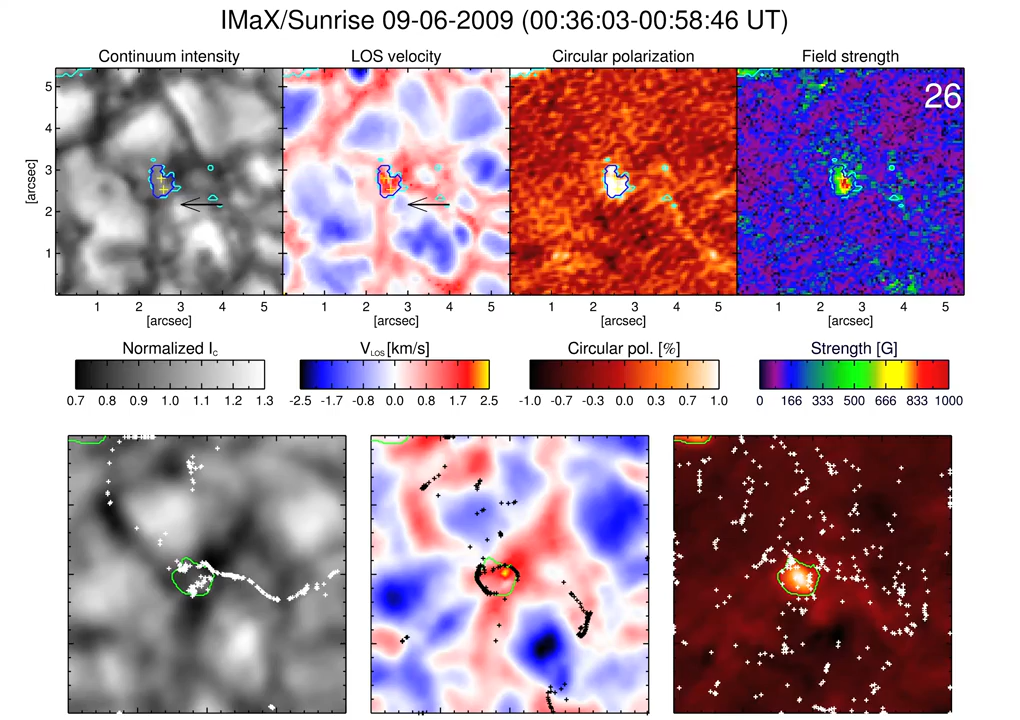 IMaX/Sunrise 09-06-2009 (00:36:03-00:58:46 UT)
Continuum intensity LOS velocity Circular polarization Field strength
26
5
4
3
2
1
[arcsec]
1 2 3 4 5 1 2 3 4 5 1 2 3 4 5 1 2 3 4 5
[arcsec] [arcsec] [arcsec] [arcsec]
Normalized Ic VLOS [km/s] Circular pol. [%] Strength [G]
0.7 0.8 0.9 1.0 1.1 1.2 1.3 -2.5 -1.7 -0.8 0.0 0.8 1.7 2.5 -1.0 -0.7 -0.3 0.0 0.3 0.7 1.0 0 166 333 500 666 833 1000